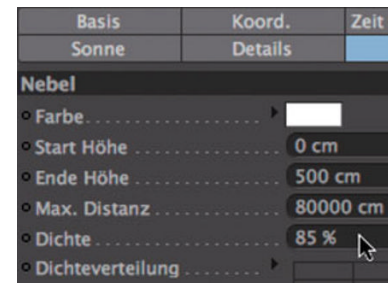 Basis Koord. Zeit
Sonne Details
Nebel
Farbe
Start Höhe 0 cm
Ende Höhe 500 cm
Max. Distanz 80000 cm
Dichte 85 %
Dichteverteilung